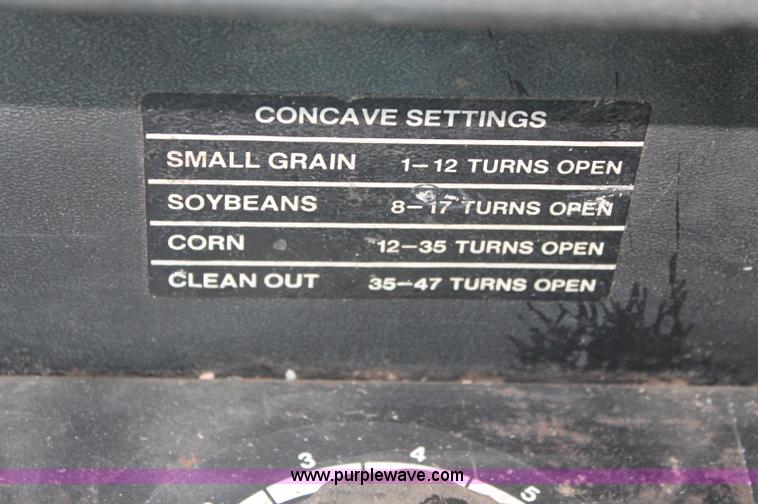 CONCAVE SETTINGS
SMALL GRAIN 1-12 TURNS OPEN
SOYBEANS 8-17 TURNS OPEN
CORN 12-35 TURNS OPEN
CLEAN OUT 35-47 TURNS OPEN
3 4 5
www.purplewave.com